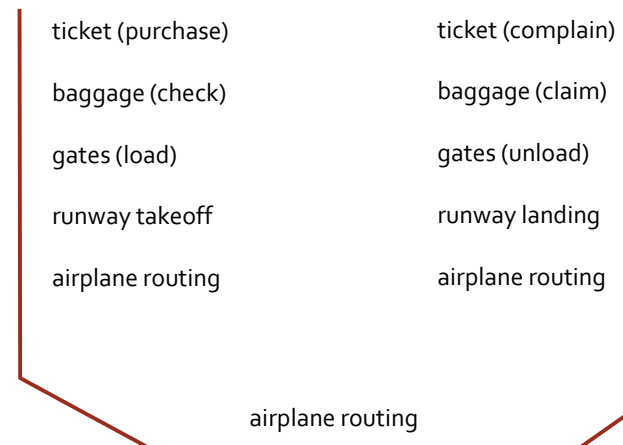 ticket (purchase)
baggage (check)
gates (load)
runway takeoff
airplane routing
ticket (complain)
baggage (claim)
gates (unload)
runway landing
airplane routing
airplane routing